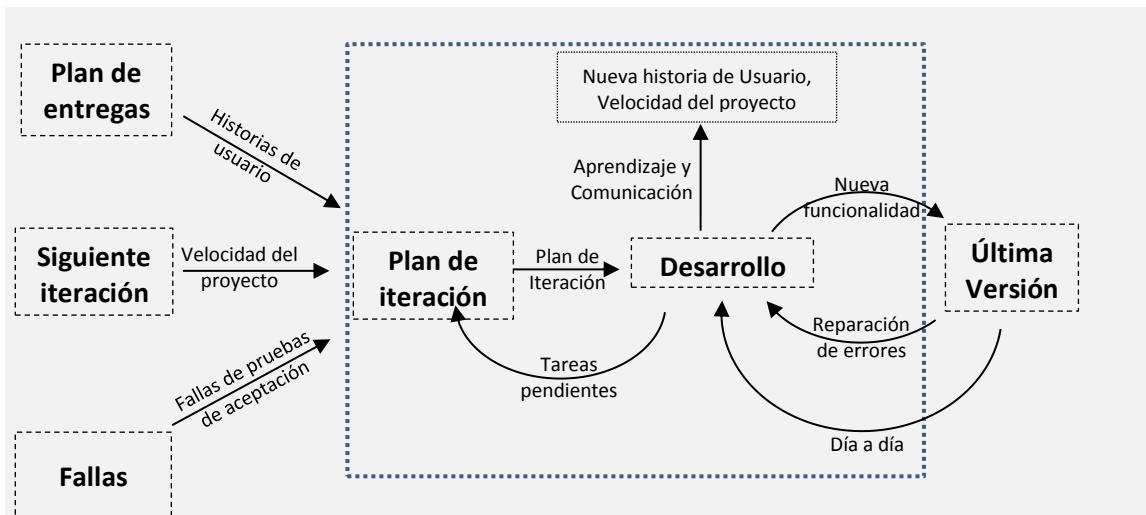 Plan de
entregas
Historias de
usuario
Siguiente
iteración
Velocidad del
proyecto
Fallas de pruebas
de aceptación
Fallas
Nueva historia de Usuario,
Velocidad del proyecto
Aprendizaje y
Comunicación
Plan de
iteración
Plan de
Iteración
Desarrollo
Tareas
pendientes
Nueva
funcionalidad
Última
Versión
Reparación
de errores
Día a día